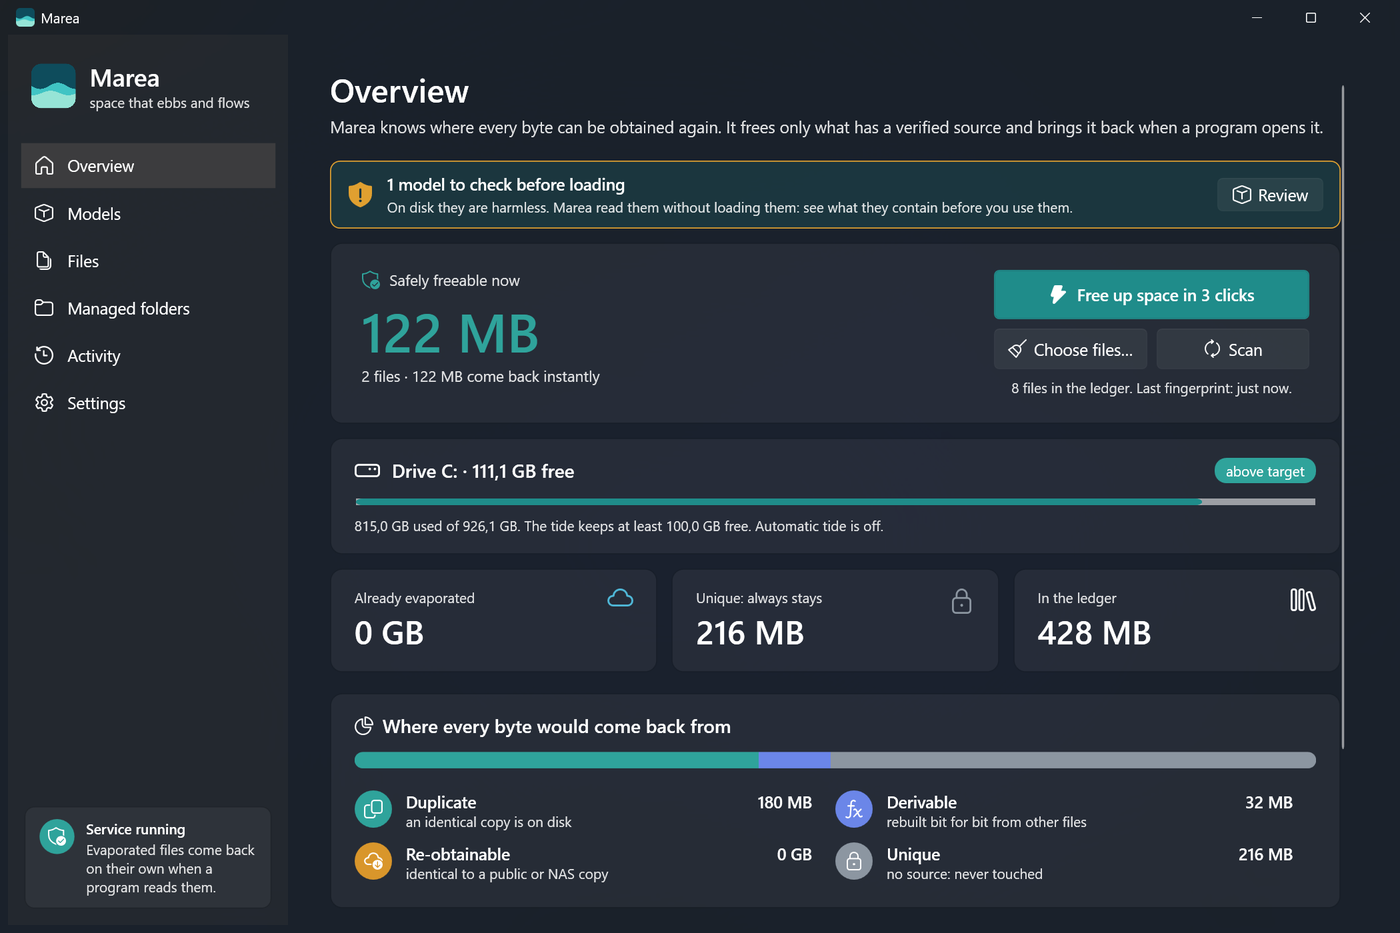 Marea
Marea
space that ebbs and flows
Overview
Models
Files
Managed folders
Activity
Settings
Service running
Evaporated files come back
on their own when a
program reads them.
Overview
Marea knows where every byte can be obtained again. It frees only what has a verified source and brings it back when a program opens it.
1 model to check before loading
On disk they are harmless. Marea read them without loading them: see what they contain before you use them.
Review
Safely freeable now
122 MB
2 files · 122 MB come back instantly
Free up space in 3 clicks
Choose files...
Scan
8 files in the ledger. Last fingerprint: just now.
Drive C: · 111,1 GB free
above target
815,0 GB used of 926,1 GB. The tide keeps at least 100,0 GB free. Automatic tide is off.
Already evaporated
0 GB
Unique: always stays
216 MB
In the ledger
428 MB
Where every byte would come back from
Duplicate
180 MB
an identical copy is on disk
Derivable
32 MB
rebuilt bit for bit from other files
Re-obtainable
0 GB
identical to a public or NAS copy
Unique
216 MB
no source: never touched